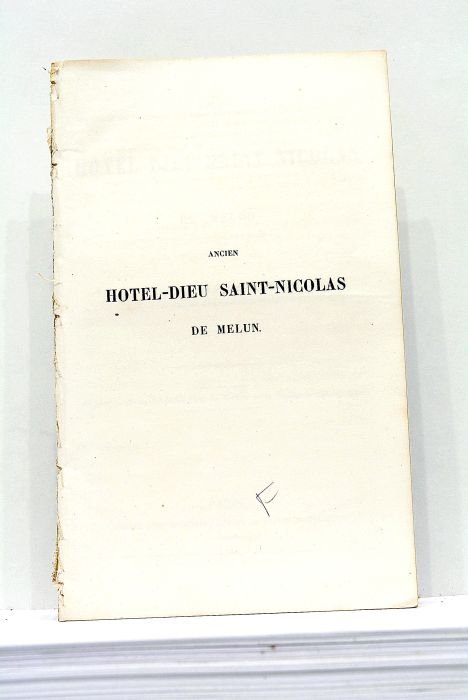 ANCIEN
HOTEL-DIEU SAINT-NICOLAS
DE MELUN.
F